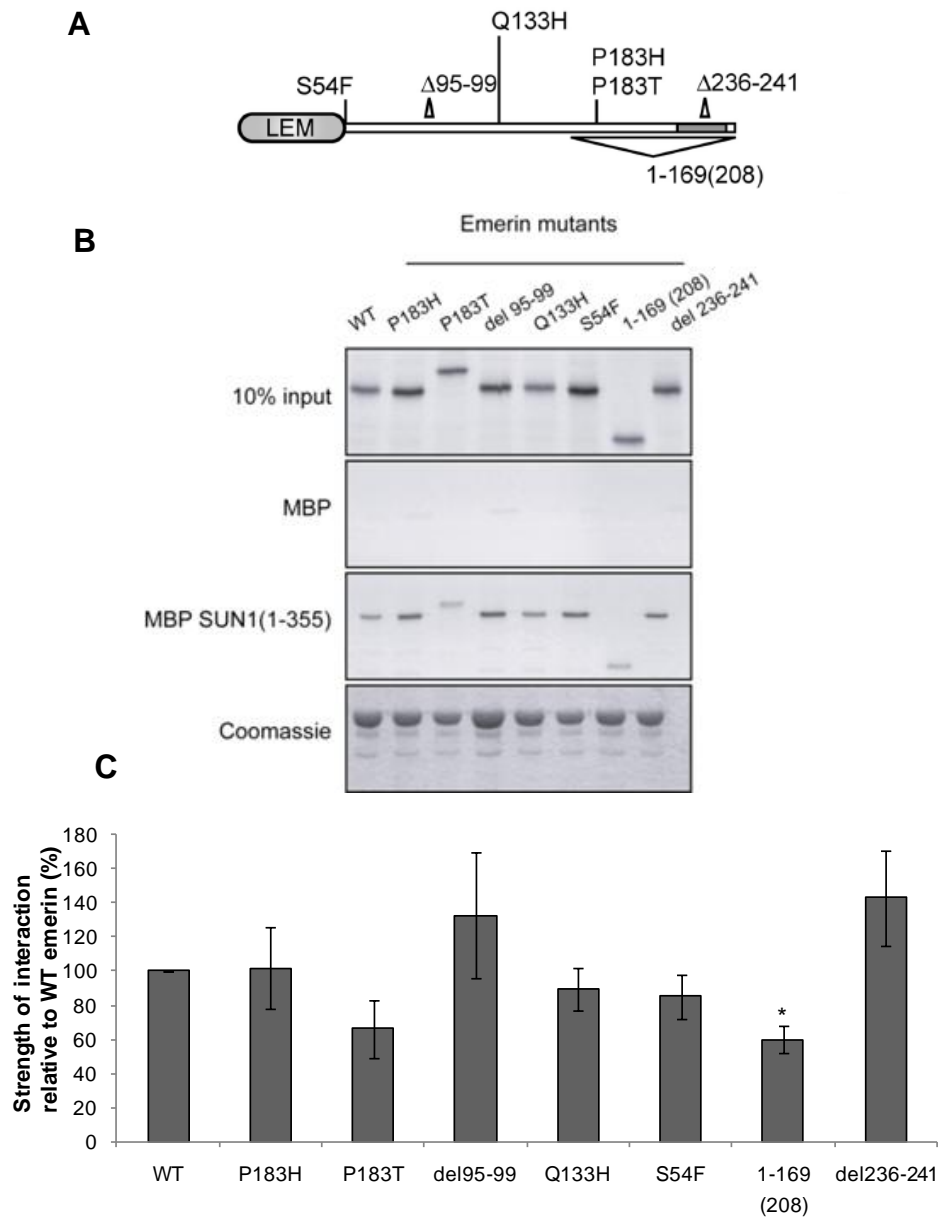 A
Q133H
P183H
P183T
S54F
Δ95-99
Δ236-241
LEM
1-169(208)
B
Emerin mutants
WT
P183H
P183T
del 95-99
Q133H
S54F
1-169 (208)
del 236-241
10% input
MBP
MBP SUN1(1-355)
Coomassie
C
Strength of interaction
relative to WT emerin (%)
180
160
140
120
100
80
60
40
20
0
*
WT
P183H
P183T
del95-99
Q133H
S54F
1-169
(208)
del236-241